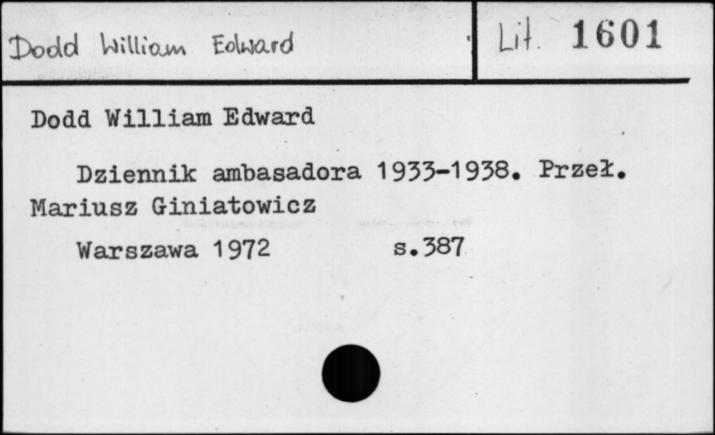 Dodd William Edward
Lit. 1601
Dodd William Edward
Dziennik ambasadora 1933-1938. Przeł.
Mariusz Giniatowicz
Warszawa 1972 s.387